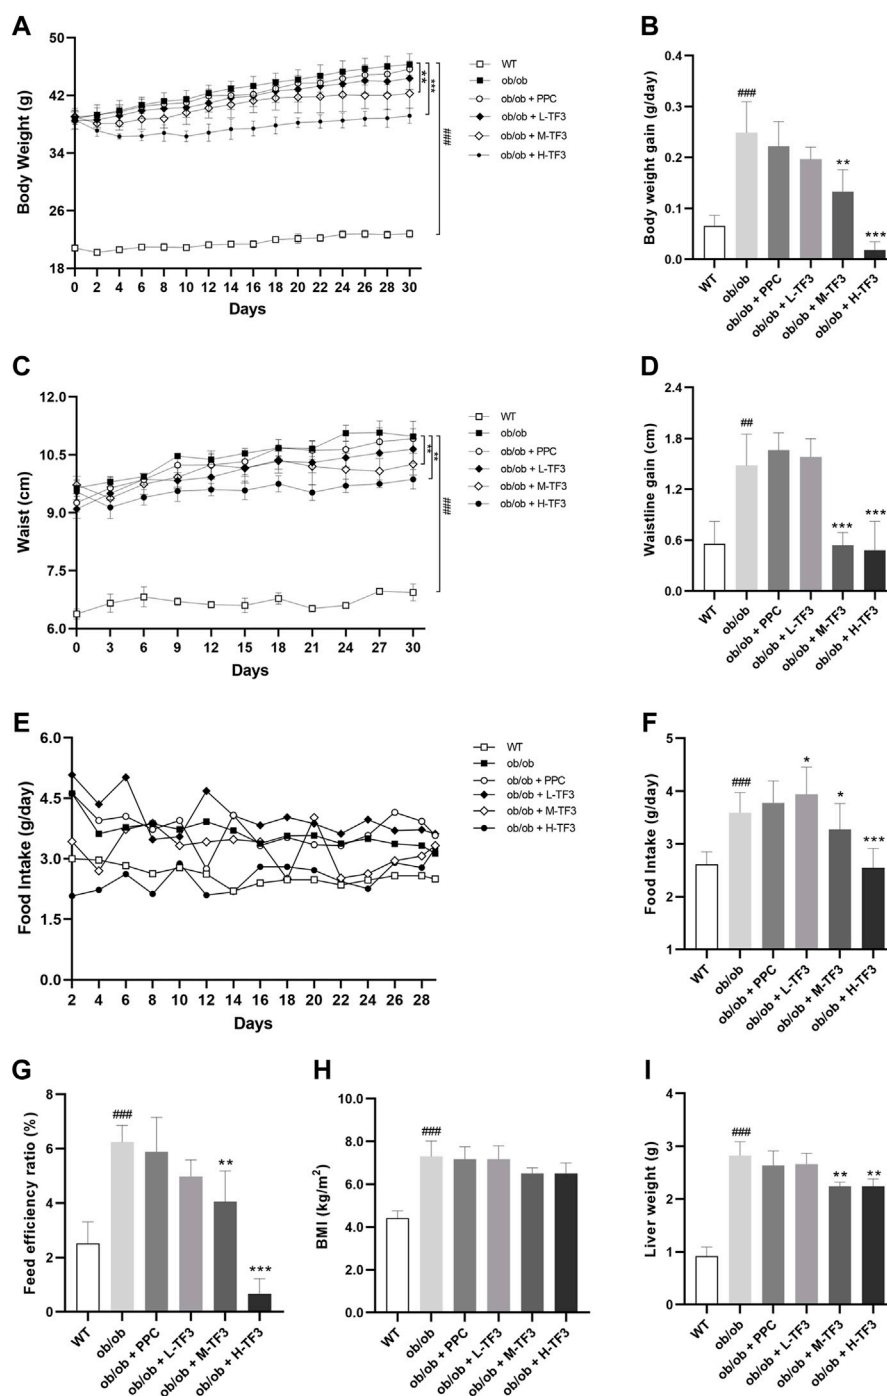 A
Body Weight (g)
50
42
34
26
18
0 2 4 6 8 10 12 14 16 18 20 22 24 26 28 30
Days
**
***
###
WT
ob/ob
ob/ob + PPC
ob/ob + L-TF3
ob/ob + M-TF3
ob/ob + H-TF3
B
Body weight gain (g/day)
0.4
0.3
0.2
0.1
0.0
###
**
***
WT
ob/ob
ob/ob + PPC
ob/ob + L-TF3
ob/ob + M-TF3
ob/ob + H-TF3
C
Waist (cm)
12.0
10.5
9.0
7.5
6.0
0 3 6 9 12 15 18 21 24 27 30
Days
**
**
###
WT
ob/ob
ob/ob + PPC
ob/ob + L-TF3
ob/ob + M-TF3
ob/ob + H-TF3
D
Waistline gain (cm)
2.4
1.8
1.2
0.6
0.0
##
***
***
WT
ob/ob
ob/ob + PPC
ob/ob + L-TF3
ob/ob + M-TF3
ob/ob + H-TF3
E
Food Intake (g/day)
6.0
4.5
3.0
1.5
0.0
2 4 6 8 10 12 14 16 18 20 22 24 26 28
Days
WT
ob/ob
ob/ob + PPC
ob/ob + L-TF3
ob/ob + M-TF3
ob/ob + H-TF3
F
Food Intake (g/day)
5
4
3
2
1
###
*
*
***
WT
ob/ob
ob/ob + PPC
ob/ob + L-TF3
ob/ob + M-TF3
ob/ob + H-TF3
G
Feed efficiency ratio (%)
8
6
4
2
0
###
**
***
WT
ob/ob
ob/ob + PPC
ob/ob + L-TF3
ob/ob + M-TF3
ob/ob + H-TF3
H
BMI (kg/m²)
10.0
8.0
6.0
4.0
2.0
0.0
###
WT
ob/ob
ob/ob + PPC
ob/ob + L-TF3
ob/ob + M-TF3
ob/ob + H-TF3
I
Liver weight (g)
4
3
2
1
0
###
**
**
WT
ob/ob
ob/ob + PPC
ob/ob + L-TF3
ob/ob + M-TF3
ob/ob + H-TF3